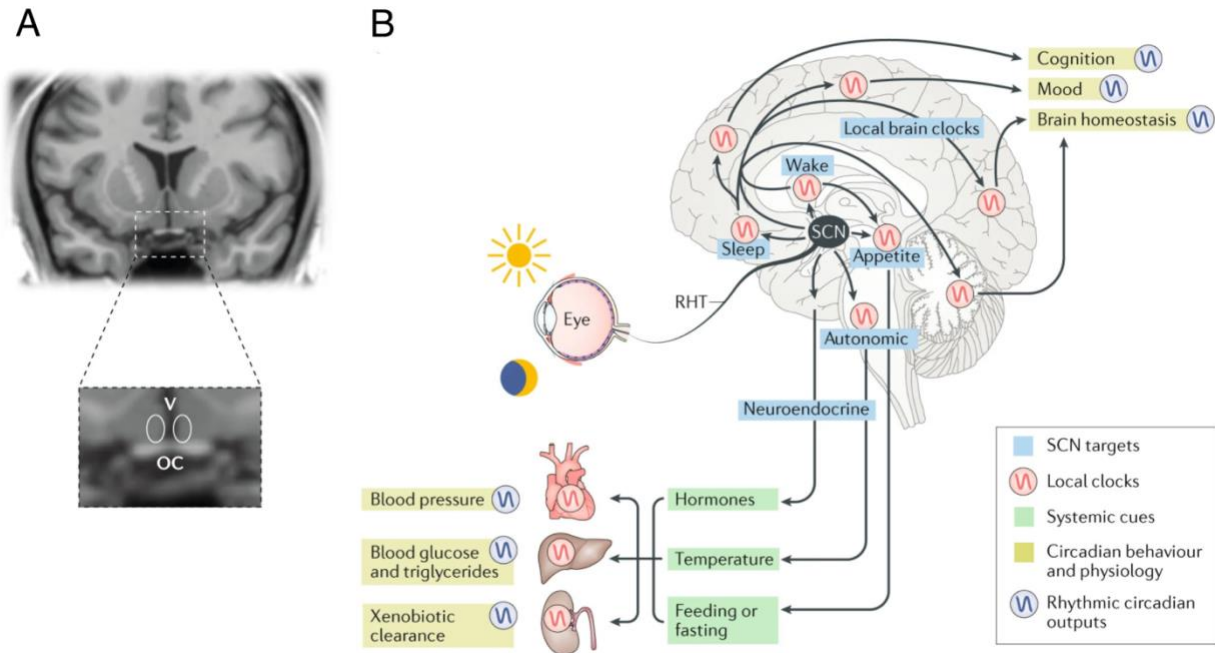 A
V
OC
B
Cognition
Mood
Brain homeostasis
Local brain clocks
Wake
SCN
Sleep
Appetite
RHT
Eye
Autonomic
Neuroendocrine
Blood pressure
Hormones
Blood glucose
and triglycerides
Temperature
Xenobiotic
clearance
Feeding or
fasting
SCN targets
Local clocks
Systemic cues
Circadian behaviour
and physiology
Rhythmic circadian
outputs